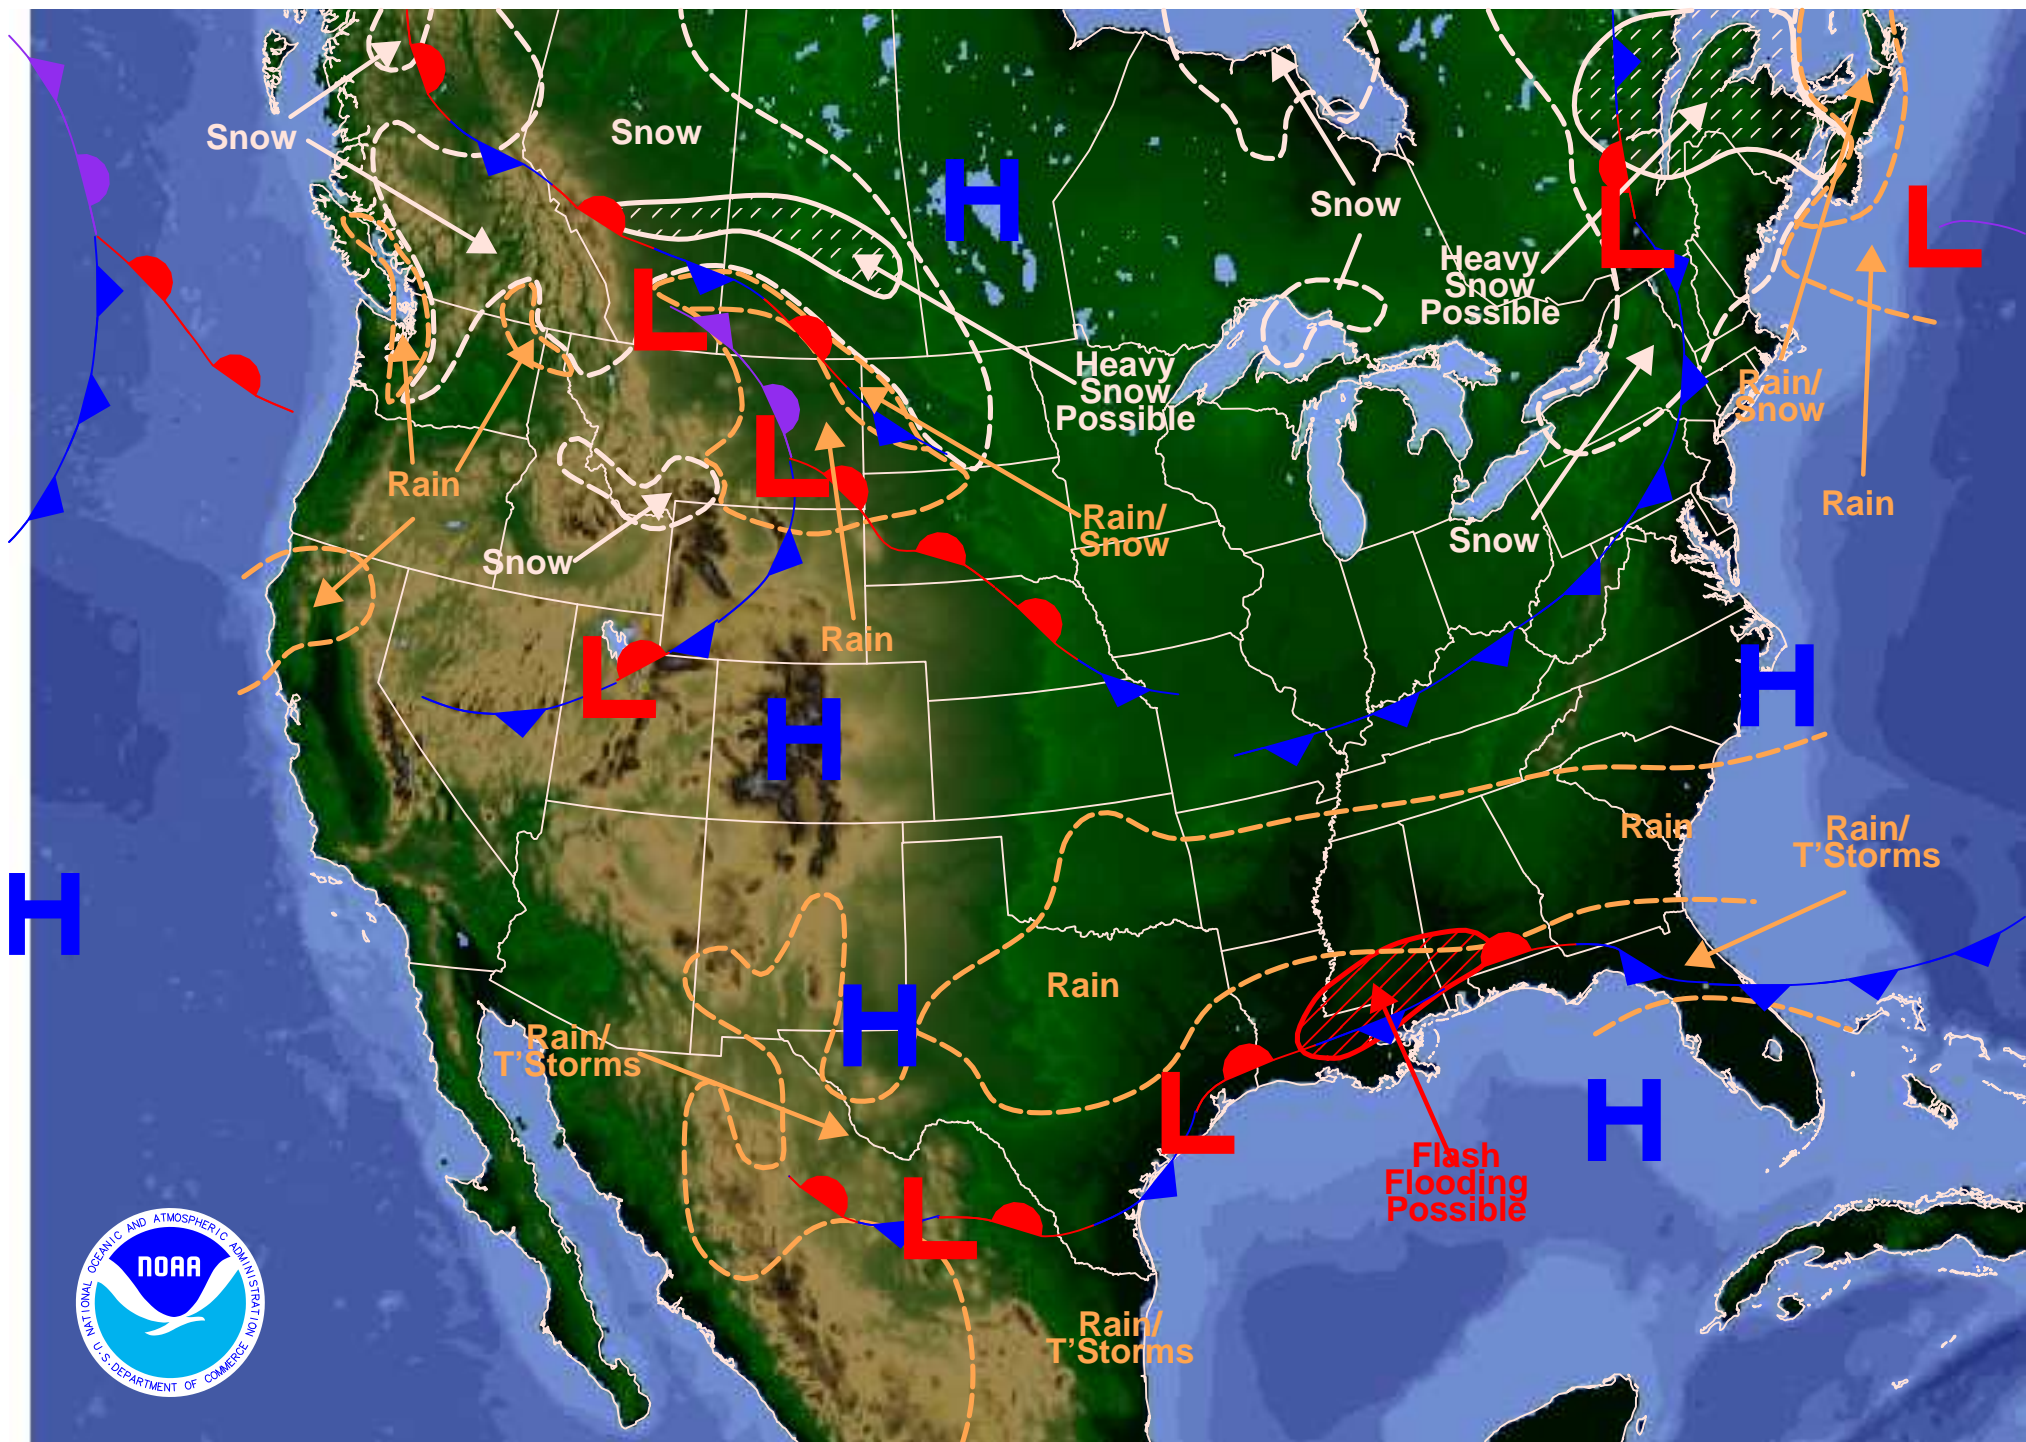 Snow
Snow
H
Snow
Heavy
Snow
Possible
L
L
L
Heavy
Snow
Possible
Rain/
Snow
L
Rain
Rain
Rain/
Snow
Snow
Snow
Rain
L
H
H
Rain
Rain/
T'Storms
H
Rain
H
Rain/
T'Storms
L
H
Flash
Flooding
Possible
L
Rain/
T'Storms
NATIONAL OCEANIC AND ATMOSPHERIC ADMINISTRATION
NOAA
U.S. DEPARTMENT OF COMMERCE